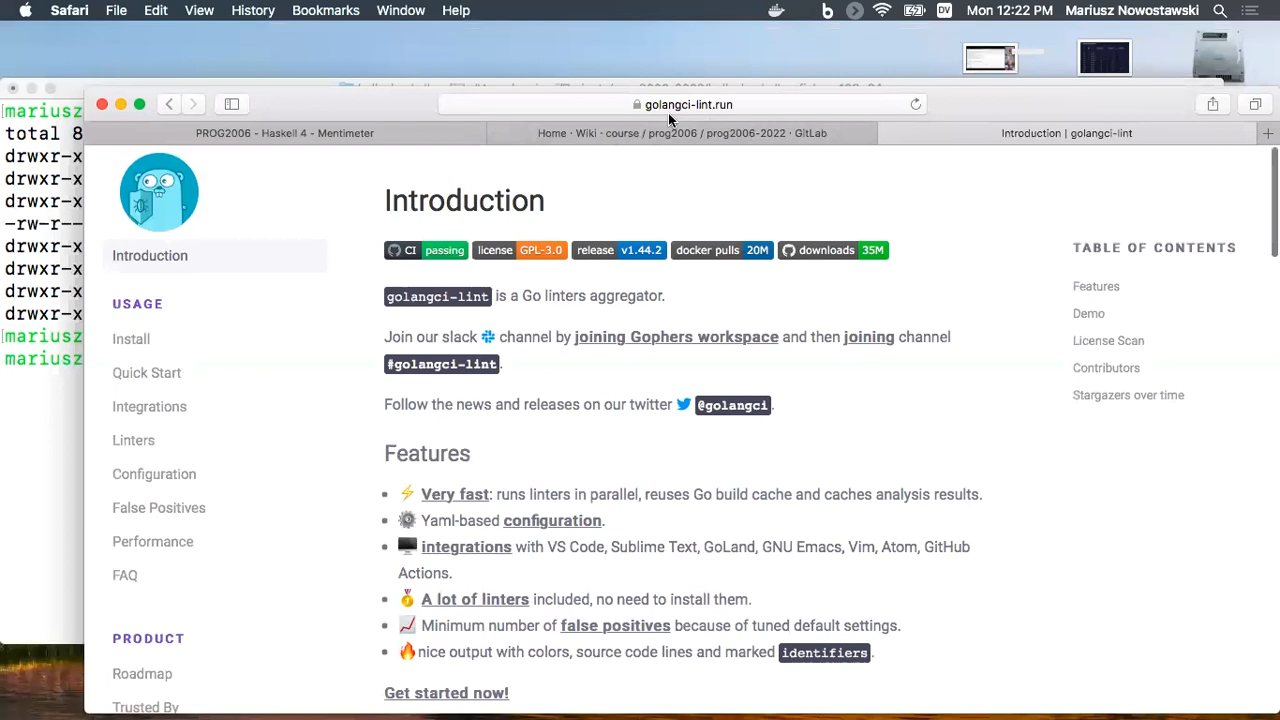 Safari File Edit View History Bookmarks Window Help DV Mon 12:22 PM Mariusz Nowostawski
golangci-lint.run
PROG2006 - Haskell 4 - Mentimeter
Home · Wiki · course / prog2006 / prog2006-2022 · GitLab
Introduction | golangci-lint
mariusz
total 8
drwxr-x
drwxr-x
drwxr-x
-rw-r--
drwxr-x
drwxr-x
drwxr-x
drwxr-x
mariusz
mariusz
Introduction
USAGE
Install
Quick Start
Integrations
Linters
Configuration
False Positives
Performance
FAQ
PRODUCT
Roadmap
Trusted By
Introduction
CI passing license GPL-3.0 release v1.44.2 docker pulls 20M downloads 35M
golangci-lint is a Go linters aggregator.
Join our slack channel by joining Gophers workspace and then joining channel
#golangci-lint.
Follow the news and releases on our twitter @golangci.
Features
⚡ Very fast: runs linters in parallel, reuses Go build cache and caches analysis results.
⚙️ Yaml-based configuration.
🖥 integrations with VS Code, Sublime Text, GoLand, GNU Emacs, Vim, Atom, GitHub
Actions.
🥇 A lot of linters included, no need to install them.
📈 Minimum number of false positives because of tuned default settings.
🔥nice output with colors, source code lines and marked identifiers.
Get started now!
TABLE OF CONTENTS
Features
Demo
License Scan
Contributors
Stargazers over time